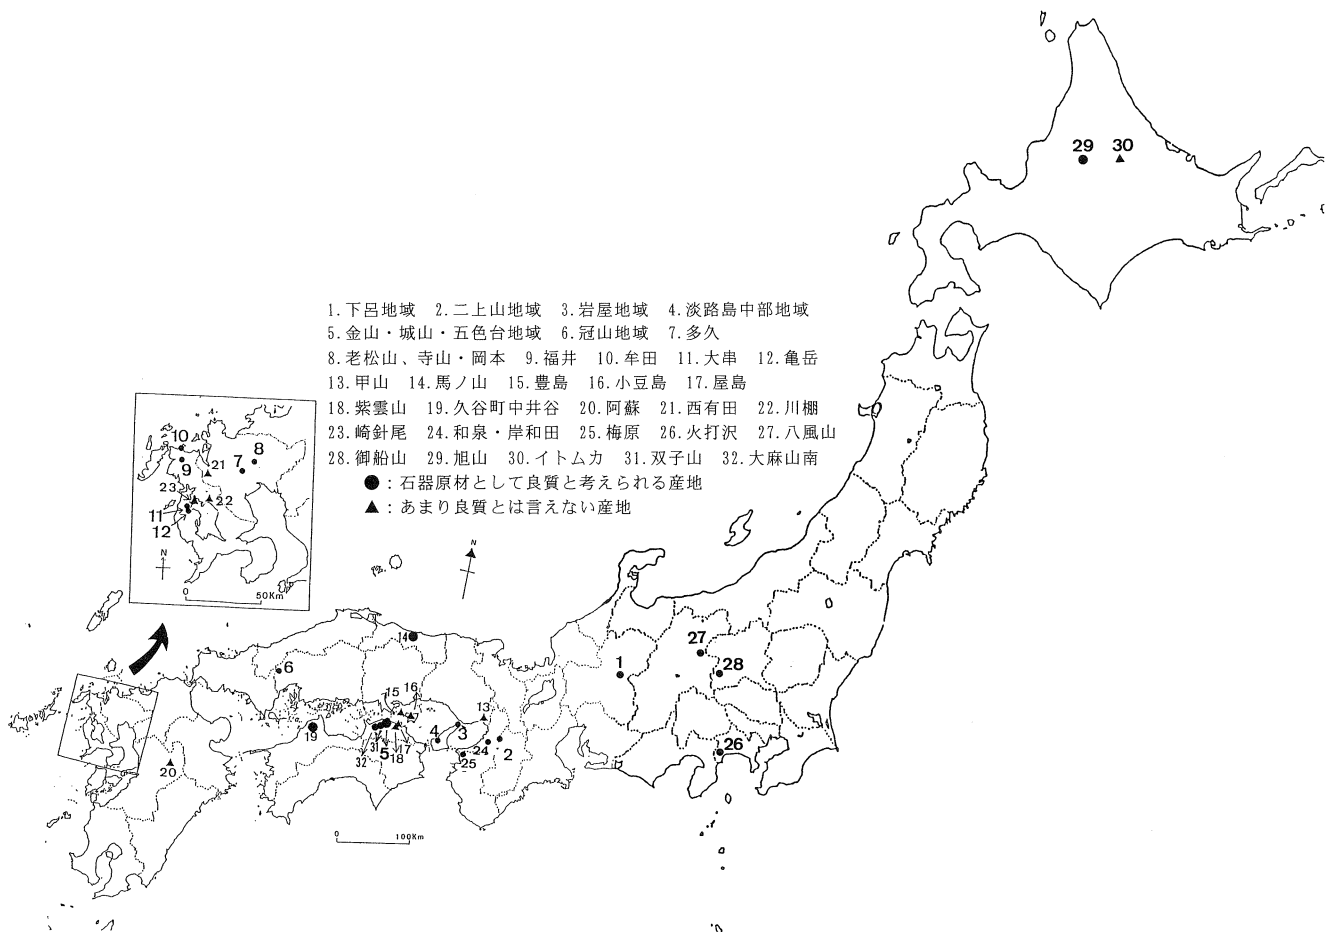 29 30
1.下呂地域 2.二上山地域 3.岩屋地域 4.淡路島中部地域
5.金山・城山・五色台地域 6.冠山地域 7.多久
8.老松山、寺山・岡本 9.福井 10.牟田 11.大串 12.亀岳
13.甲山 14.馬ノ山 15.豊島 16.小豆島 17.屋島
18.紫雲山 19.久谷町中井谷 20.阿蘇 21.西有田 22.川棚
23.崎針尾 24.和泉・岸和田 25.梅原 26.火打沢 27.八風山
28.御船山 29.旭山 30.イトムカ 31.双子山 32.大麻山南
●：石器原材として良質と考えられる産地
▲：あまり良質とは言えない産地
10
8
9
21
7
23
22
11
12
N
0
50Km
N
14
27
6
1
28
15
16
13
19
4
3
31
5
18
17
24
2
32
25
26
20
0
100Km